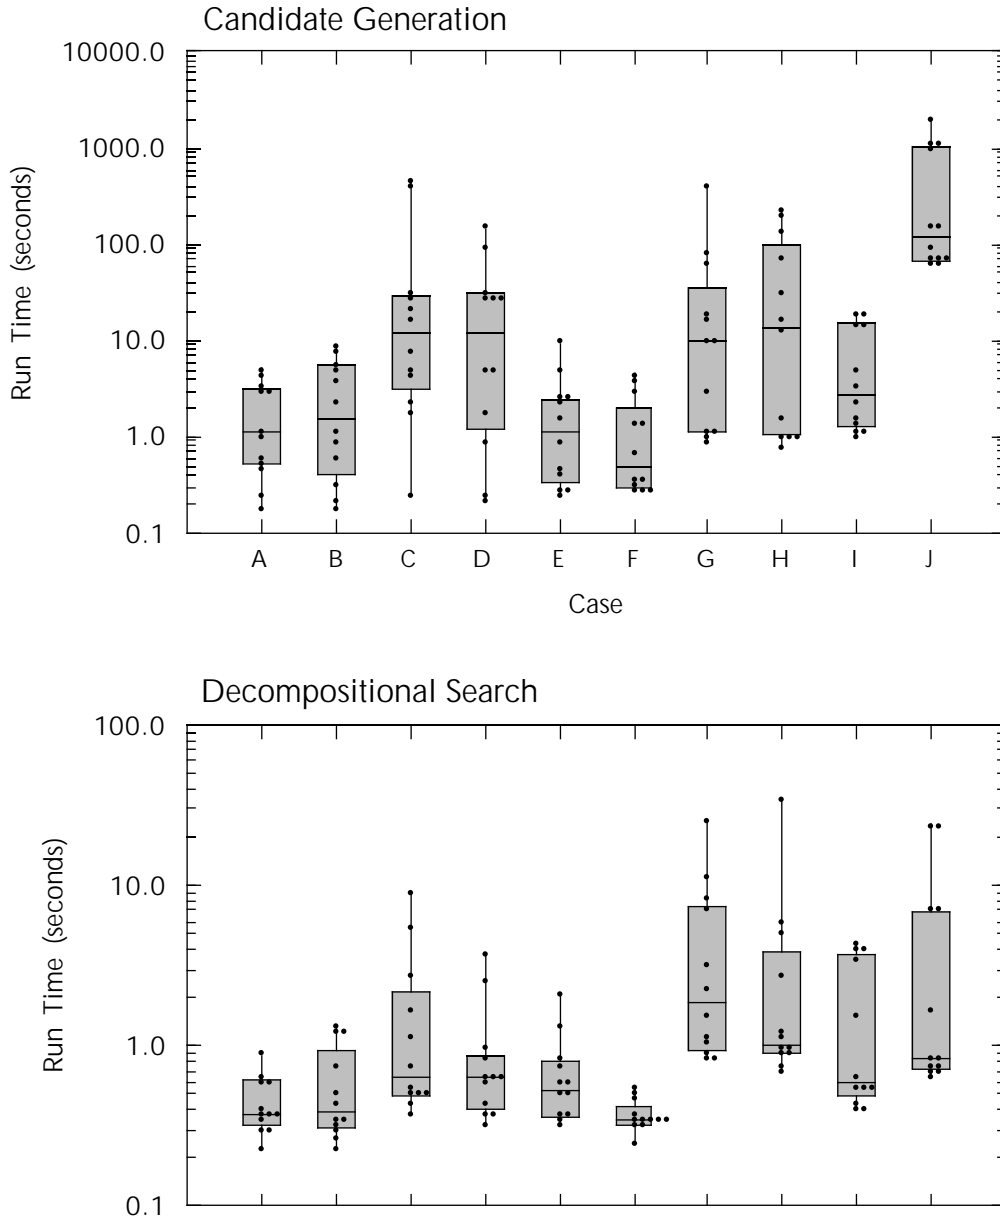 Candidate Generation
10000.0
1000.0
100.0
10.0
1.0
0.1
Run Time (seconds)
A B C D E F G H I J
Case
Decompositional Search
100.0
10.0
1.0
0.1
Run Time (seconds)